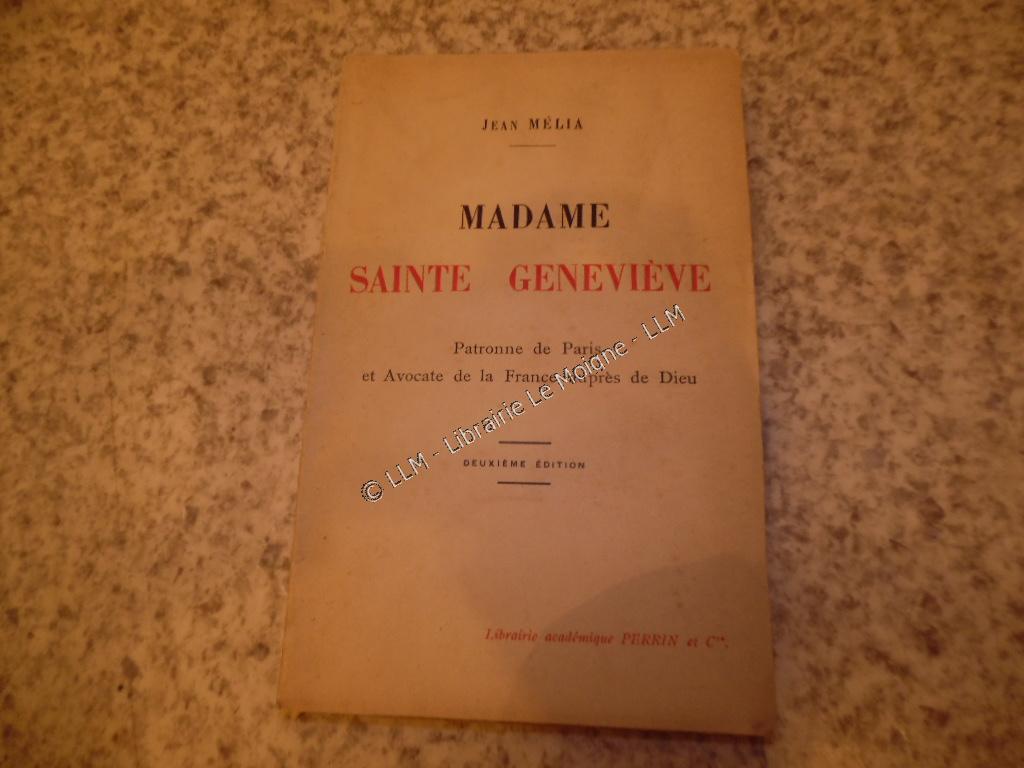 JEAN MÉLIA
MADAME
SAINTE GENEVIÈVE
Patronne de Paris
et Avocate de la France auprès de Dieu
DEUXIÈME ÉDITION
Librairie académique PERRIN et Cie.
© LLM - Librairie Le Moigne - LLM